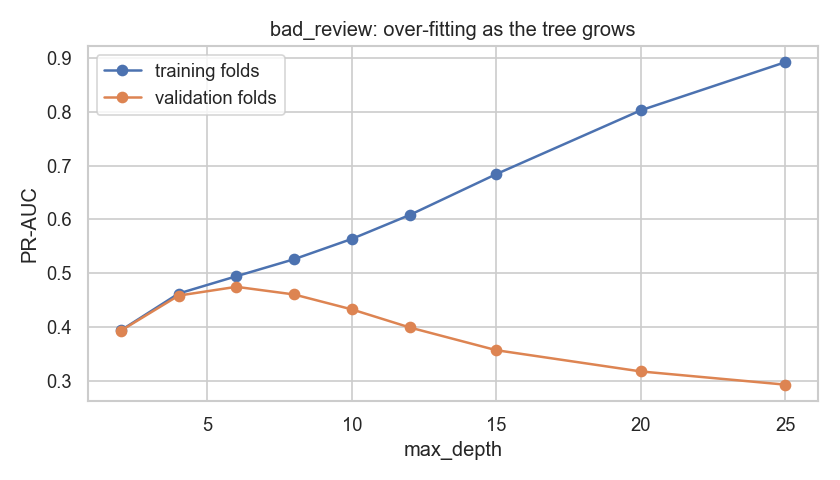 bad_review: over-fitting as the tree grows
training folds
validation folds
PR-AUC
0.9
0.8
0.7
0.6
0.5
0.4
0.3
5 10 15 20 25
max_depth